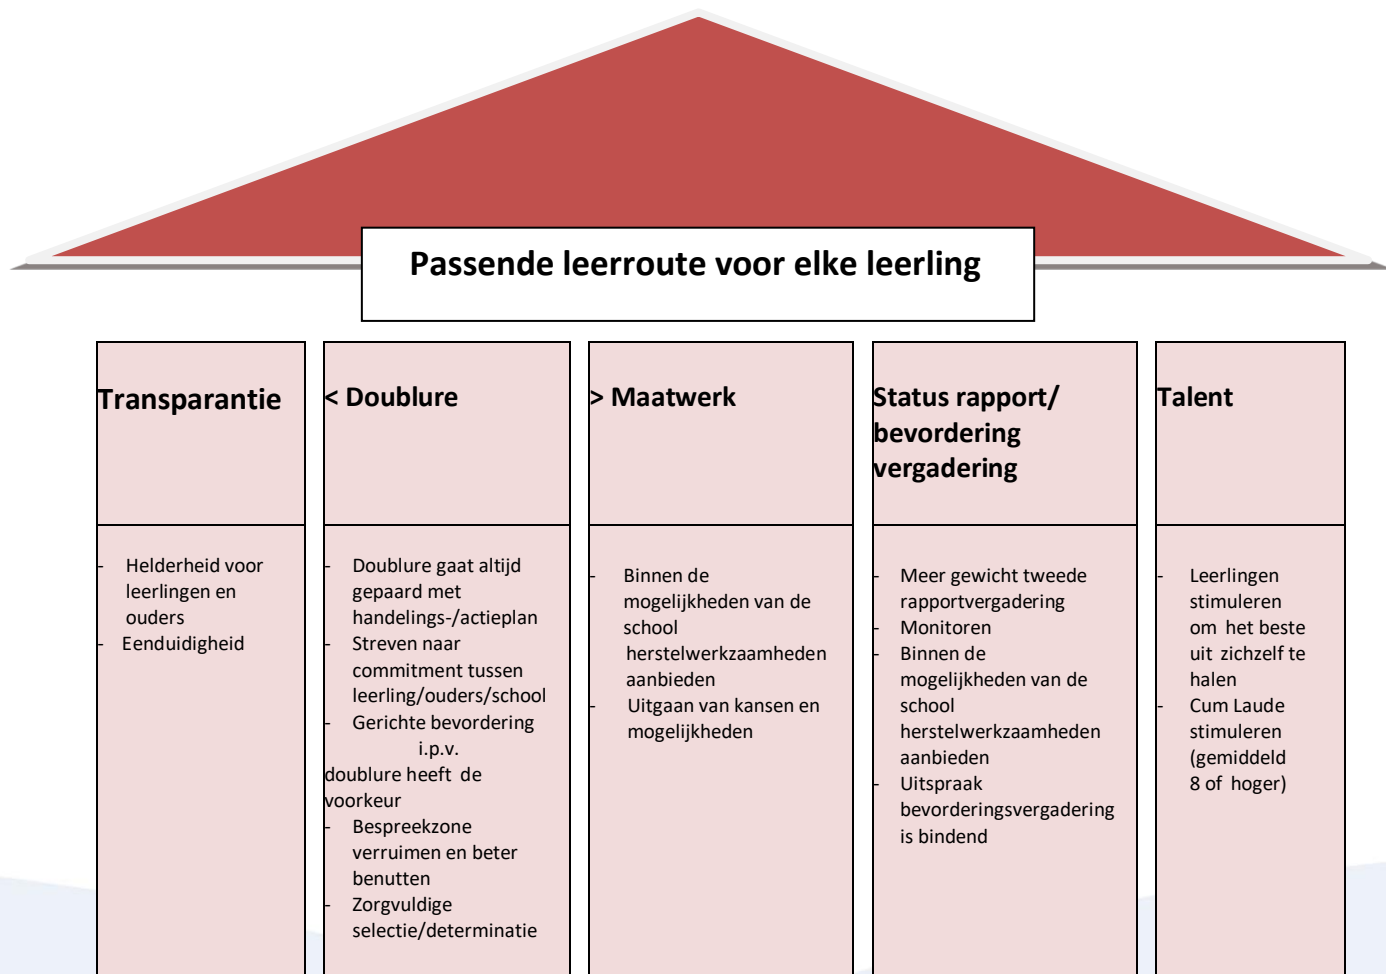 Passende leerroute voor elke leerling
Transparantie
- Helderheid voor
leerlingen en
ouders
- Eenduidigheid
< Doublure
- Doublure gaat altijd
gepaard met
handelings-/actieplan
- Streven naar
commitment tussen
leerling/ouders/school
- Gerichte bevordering
i.p.v.
doublure heeft de
voorkeur
- Bespreekzone
verruimen en beter
benutten
- Zorgvuldige
selectie/determinatie
> Maatwerk
- Binnen de
mogelijkheden van de
school
herstelwerkzaamheden
aanbieden
- Uitgaan van kansen en
mogelijkheden
Status rapport/
bevordering
vergadering
- Meer gewicht tweede
rapportvergadering
- Monitoren
- Binnen de
mogelijkheden van de
school
herstelwerkzaamheden
aanbieden
- Uitspraak
bevorderingsvergadering
is bindend
Talent
- Leerlingen
stimuleren
om het beste
uit zichzelf te
halen
- Cum Laude
stimuleren
(gemiddeld
8 of hoger)